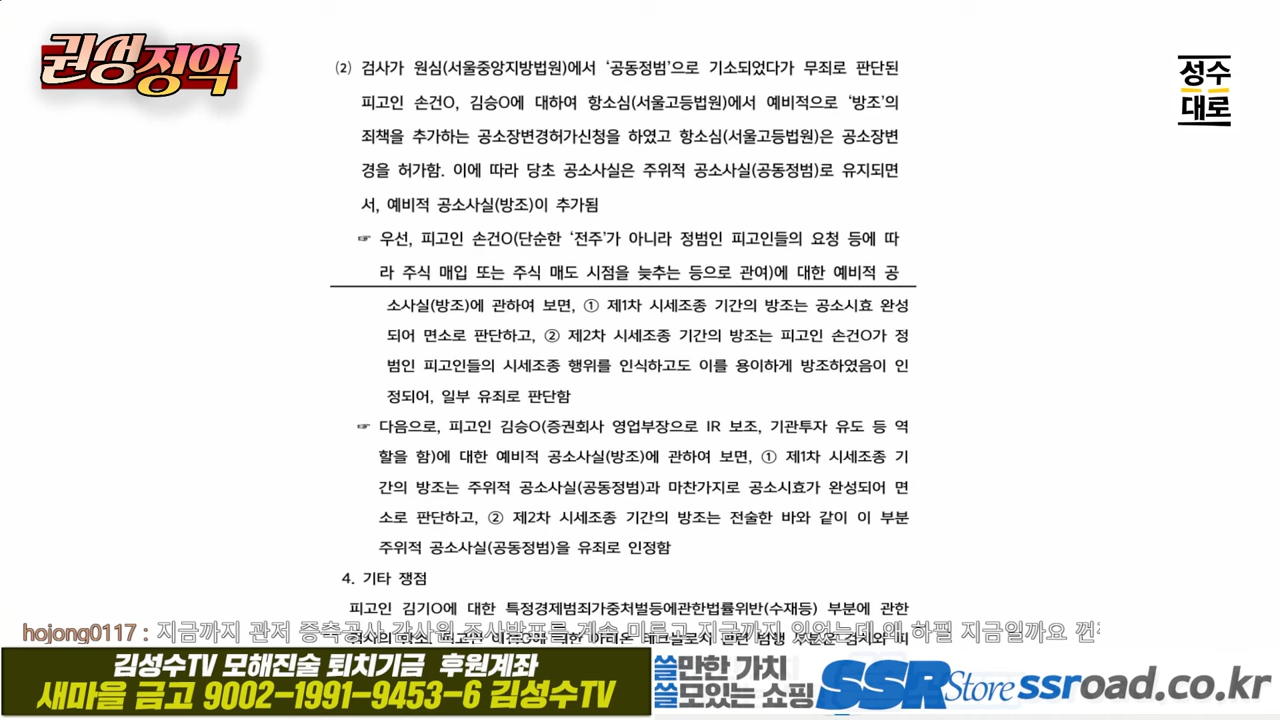 권성징악
성수
대로
(2) 검사가 원심(서울중앙지방법원)에서 ‘공동정범’으로 기소되었다가 무죄로 판단된
피고인 손건O, 김승O에 대하여 항소심(서울고등법원)에서 예비적으로 ‘방조’의
죄책을 추가하는 공소장변경허가신청을 하였고 항소심(서울고등법원)은 공소장변
경을 허가함. 이에 따라 당초 공소사실은 주위적 공소사실(공동정범)로 유지되면
서, 예비적 공소사실(방조)이 추가됨
☞ 우선, 피고인 손건O(단순한 ‘전주’가 아니라 정범인 피고인들의 요청 등에 따
라 주식 매입 또는 주식 매도 시점을 늦추는 등으로 관여)에 대한 예비적 공
소사실(방조)에 관하여 보면, ① 제1차 시세조종 기간의 방조는 공소시효 완성
되어 면소로 판단하고, ② 제2차 시세조종 기간의 방조는 피고인 손건O가 정
범인 피고인들의 시세조종 행위를 인식하고도 이를 용이하게 방조하였음이 인
정되어, 일부 유죄로 판단함
☞ 다음으로, 피고인 김승O(증권회사 영업부장으로 IR 보조, 기관투자 유도 등 역
할을 함)에 대한 예비적 공소사실(방조)에 관하여 보면, ① 제1차 시세조종 기
간의 방조는 주위적 공소사실(공동정범)과 마찬가지로 공소시효가 완성되어 면
소로 판단하고, ② 제2차 시세조종 기간의 방조는 전술한 바와 같이 이 부분
주위적 공소사실(공동정범)을 유죄로 인정함
4. 기타 쟁점
피고인 김기O에 대한 특정경제범죄가중처벌등에관한법률위반(수재등) 부분에 관한
hojong0117 : 지금까지 관저 증축공사 감사원 조사발표를 계속 미루고 지금까지 있었는데 왜 하필 지금일까요
김성수TV 모해진술 퇴치기금 후원계좌
새마을 금고 9002-1991-9453-6 김성수TV
쓸만한 가치
쓸모있는 쇼핑
SSR Store ssroad.co.kr